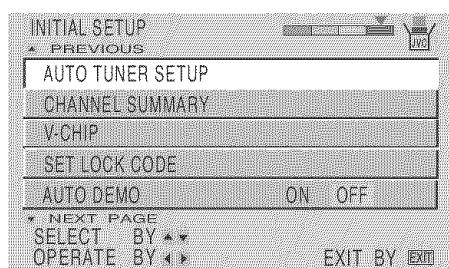 INITIAL SETUP
JVC
▲ PREVIOUS
AUTO TUNER SETUP
CHANNEL SUMMARY
V-CHIP
SET LOCK CODE
AUTO DEMO ON OFF
▼ NEXT PAGE
SELECT BY ▲▼
OPERATE BY ◀▶ EXIT BY EXIT